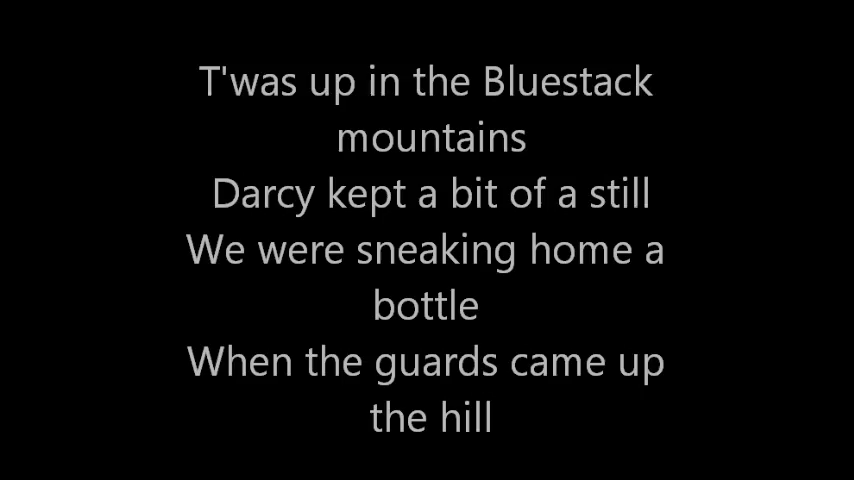 T'was up in the Bluestack
mountains
Darcy kept a bit of a still
We were sneaking home a
bottle
When the guards came up
the hill